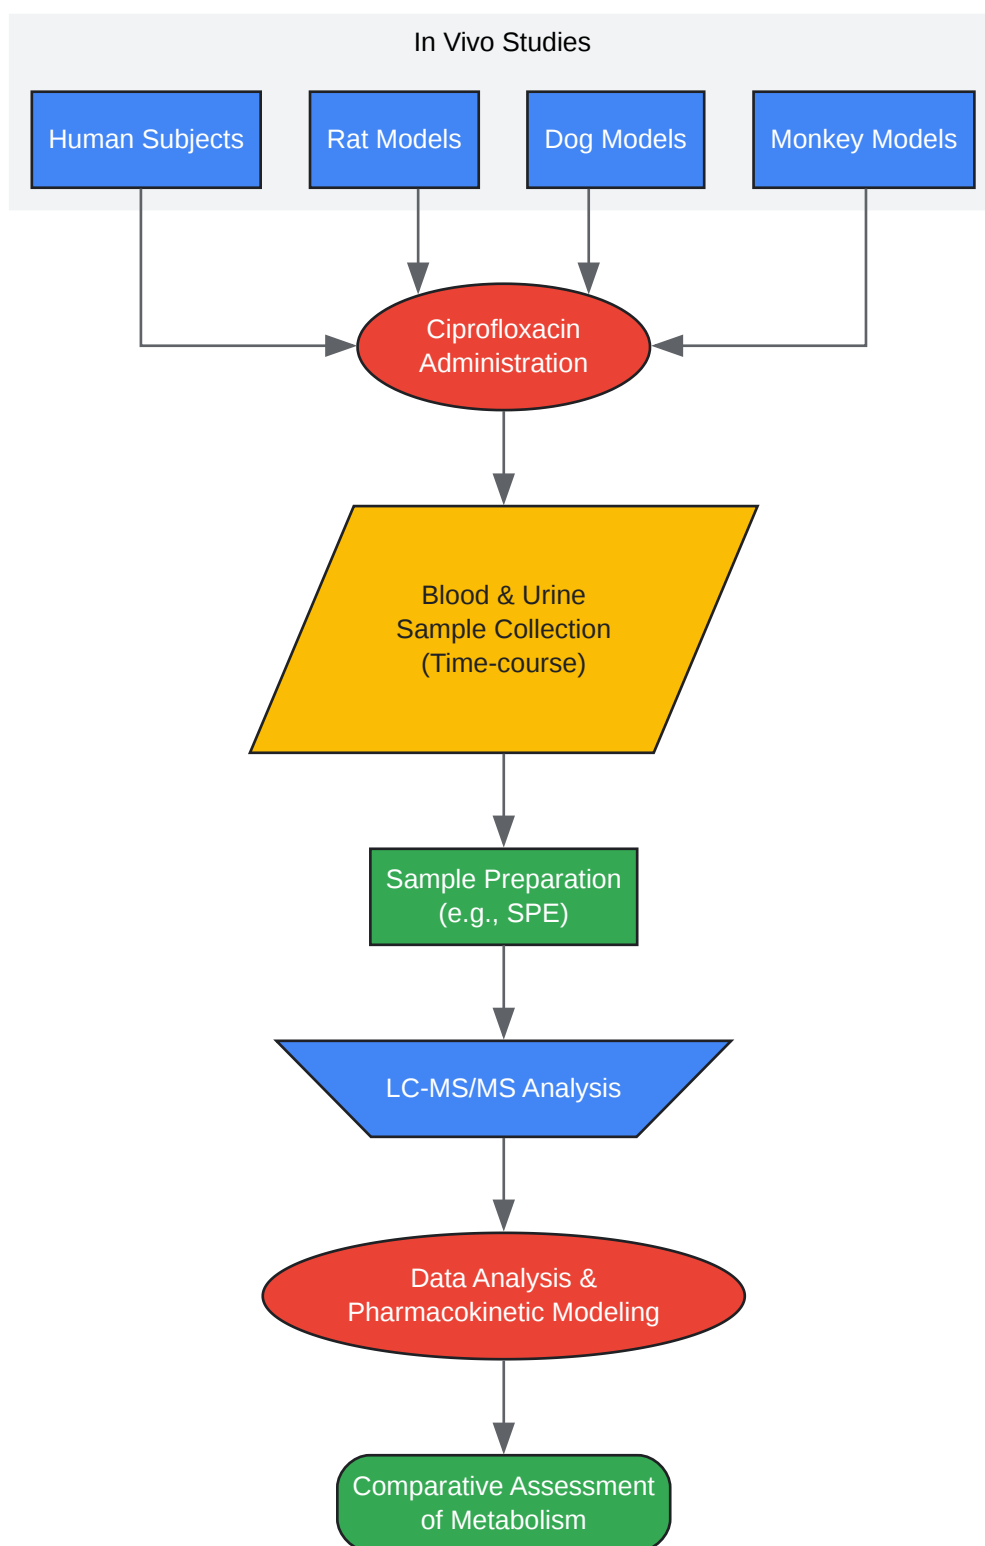 In Vivo Studies
Human Subjects
Rat Models
Dog Models
Monkey Models
Ciprofloxacin
Administration
Blood & Urine
Sample Collection
(Time-course)
Sample Preparation
(e.g., SPE)
LC-MS/MS Analysis
Data Analysis &
Pharmacokinetic Modeling
Comparative Assessment
of Metabolism